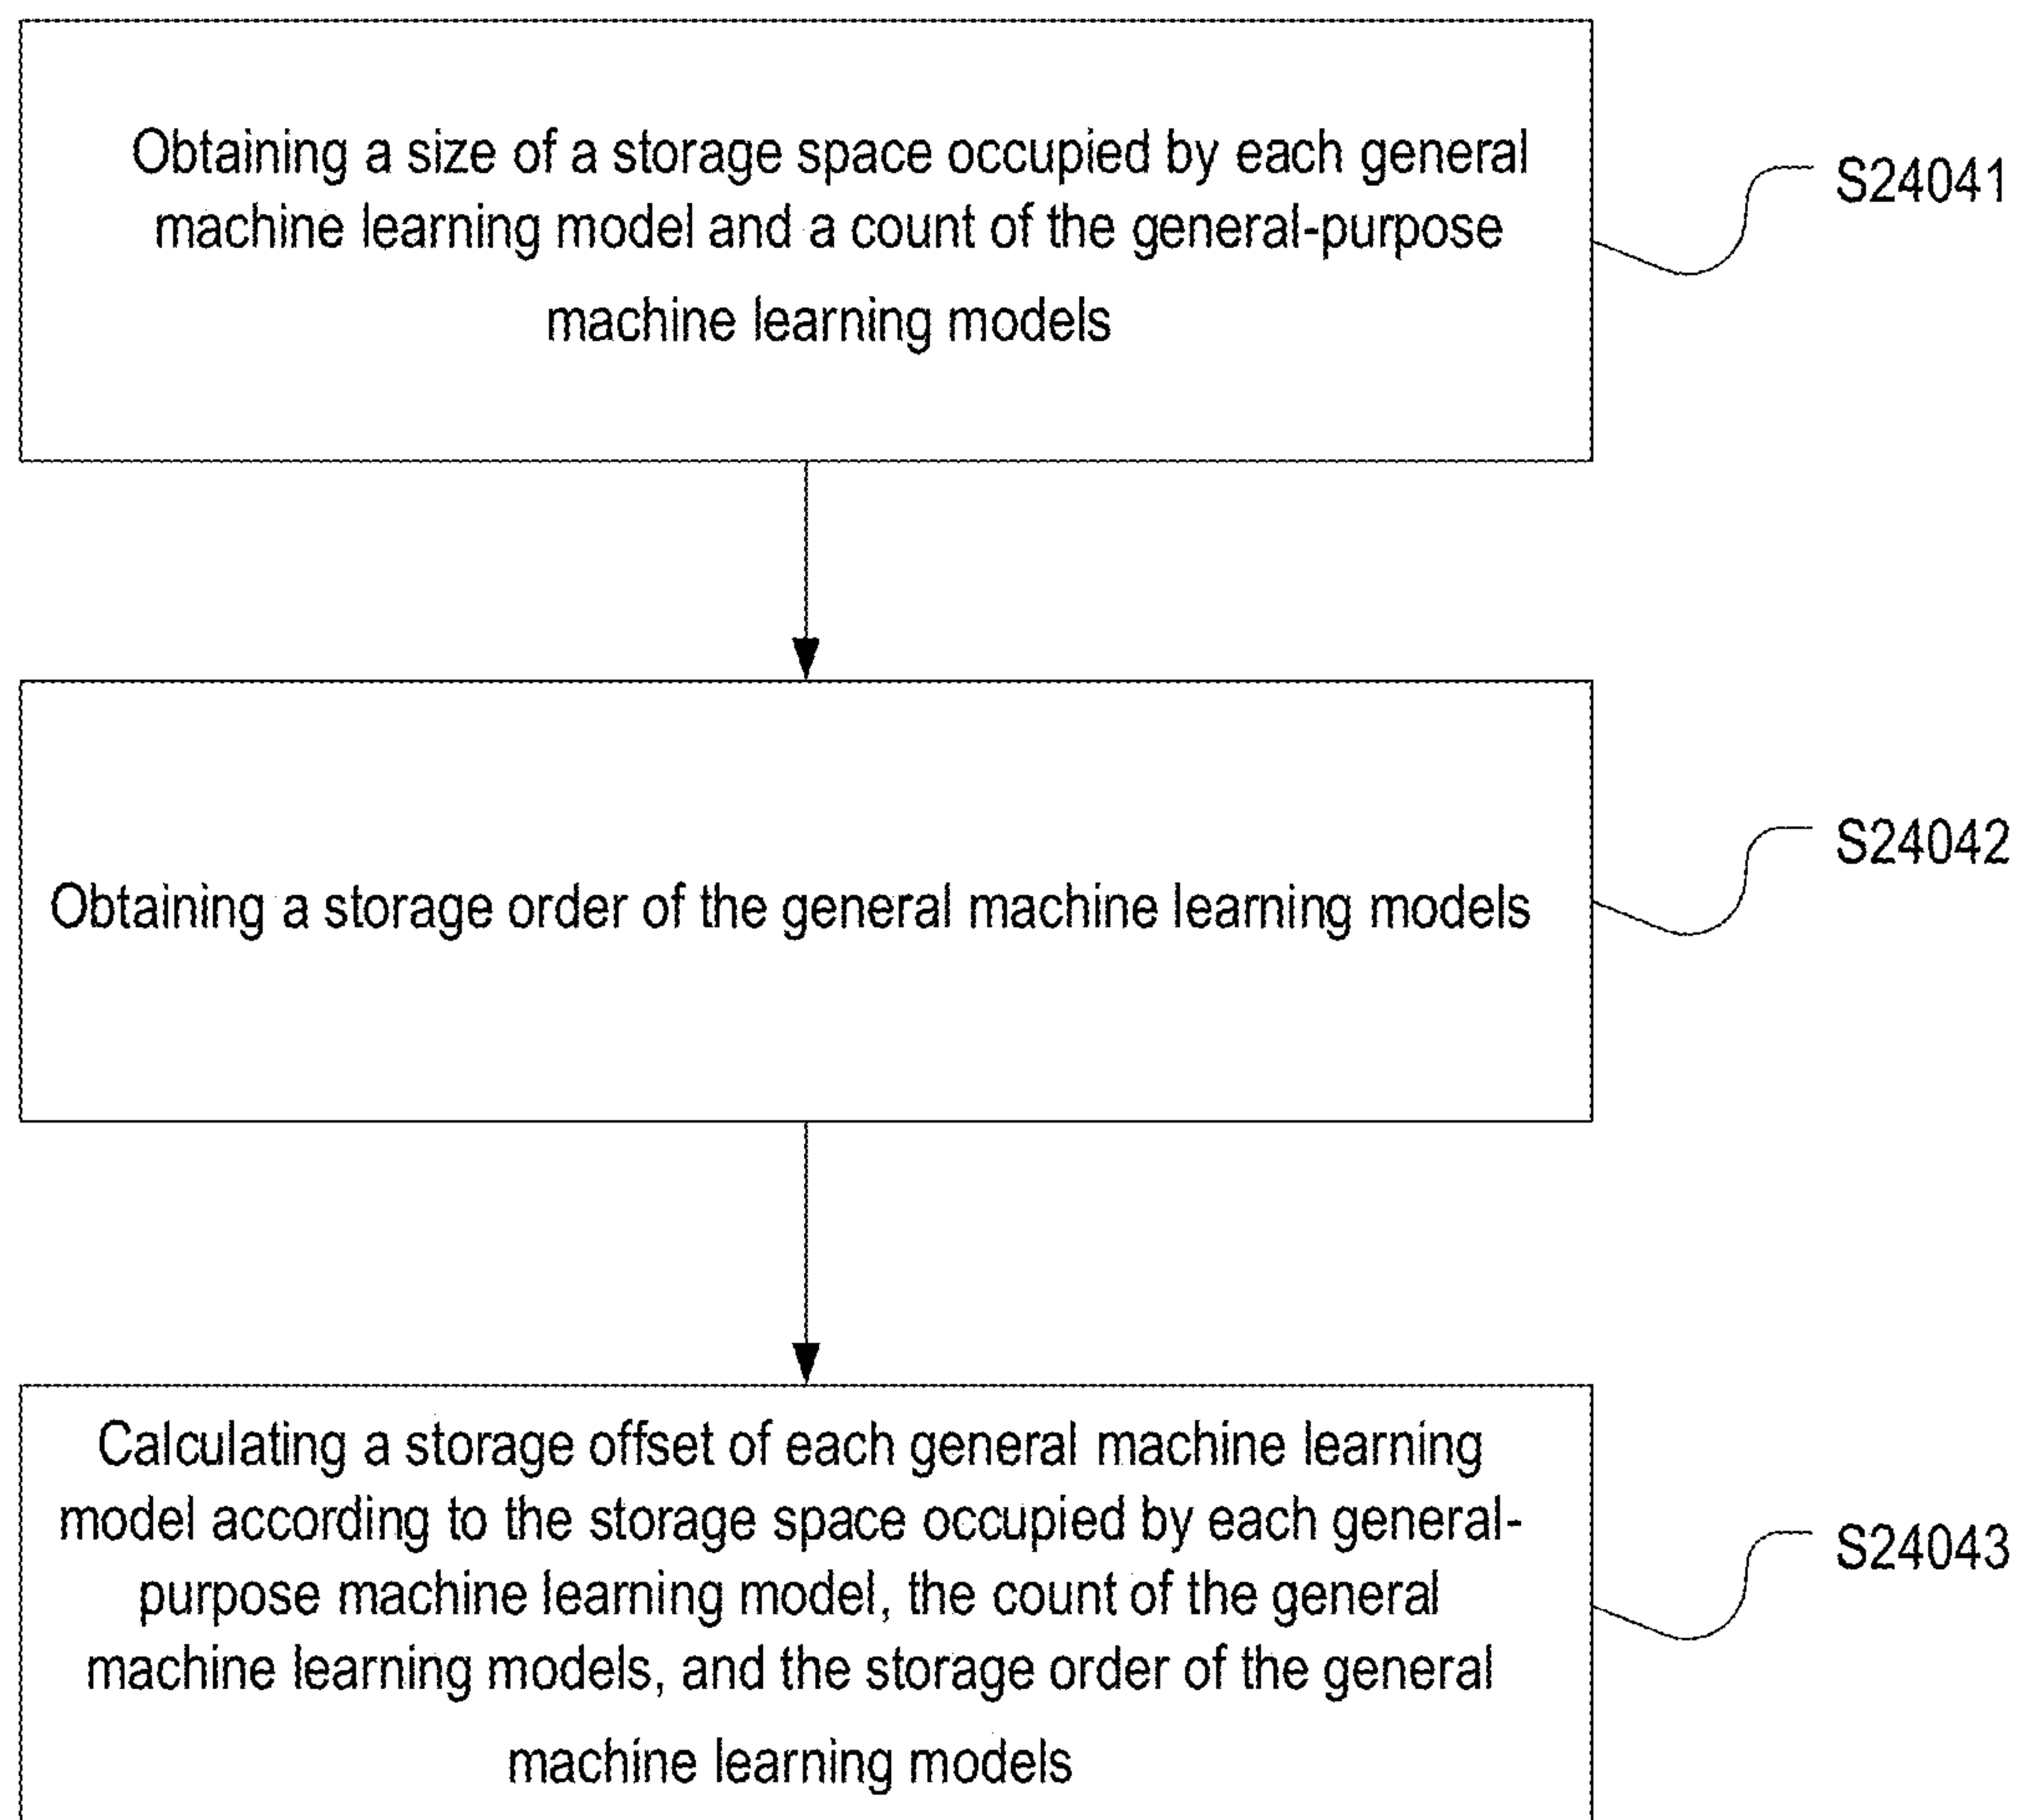 Obtaining a size of a storage space occupied by each general
machine learning model and a count of the general-purpose
machine learning models
S24041
Obtaining a storage order of the general machine learning models
S24042
Calculating a storage offset of each general machine learning
model according to the storage space occupied by each general-
purpose machine learning model, the count of the general
machine learning models, and the storage order of the general
machine learning models
S24043